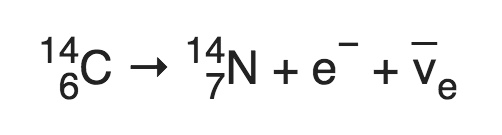 ¹⁴₆C → ¹⁴₇N + e⁻ + v̅ₑ